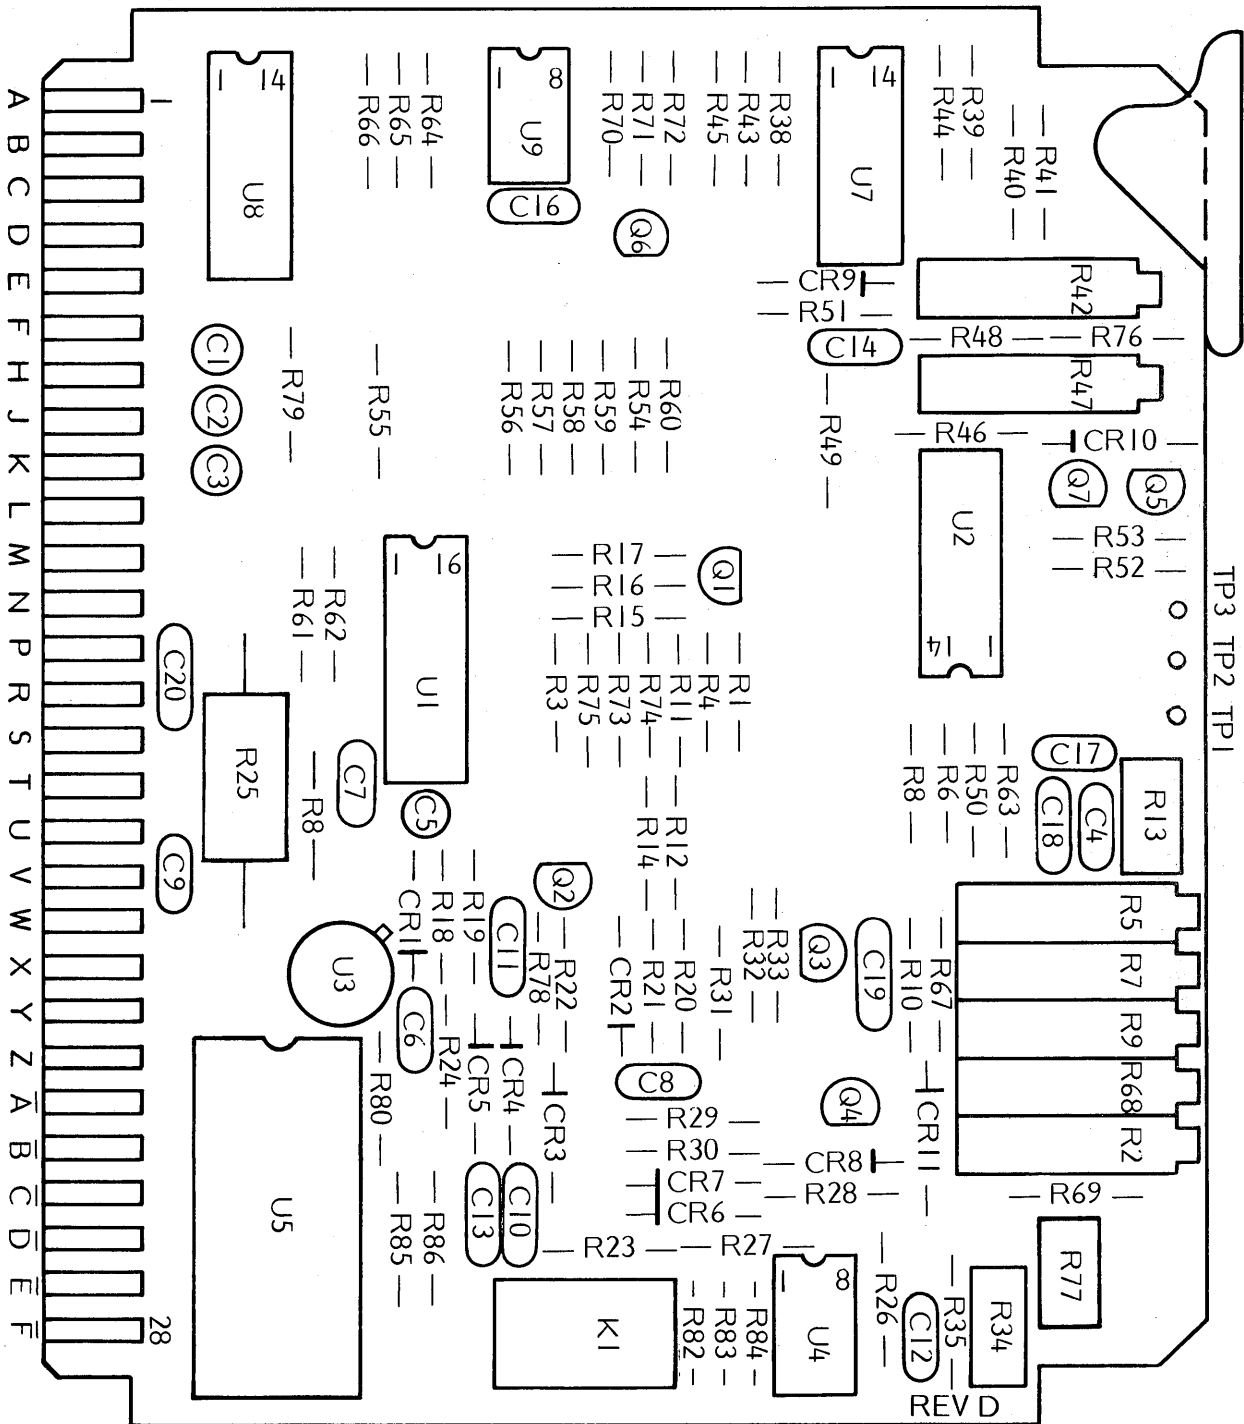 A
B
C
D
E
F
H
J
K
L
M
N
P
R
S
T
U
V
W
X
Y
Z
A̅
B̅
C̅
D̅
E̅
F̅
1
28
1 14
U8
R66
R65
R64
1 8
U9
C16
R70
R71
R72
Q6
R45
R43
R38
1 14
U7
R44
R39
R40
R41
CR9
R51
C14
R42
R48
R76
R47
R46
CR10
Q7
Q5
R53
R52
U2
14 1
TP3 TP2 TP1
C1
C2
C3
R79
R55
R56
R57
R58
R59
R54
R60
R49
R61
R62
1 16
U1
R17
R16
R15
Q1
R3
R75
R73
R74
R11
R4
R1
C20
R25
R8
C7
C5
C9
R14
R12
R8
R6
R50
R63
C17
C18
C4
R13
CR1
R18
R19
C11
Q2
R78
R22
CR2
R21
R20
R31
R32
R33
Q3
C19
R10
R67
R5
R7
R9
R68
R2
U3
C6
R24
R80
CR5
CR4
CR3
C8
R29
R30
CR7
CR6
CR8
R28
Q4
CR11
R69
U5
R85
R86
C13
C10
R23
R27
K1
R82
R83
R84
1 8
U4
R26
C12
R35
R34
R77
REV D